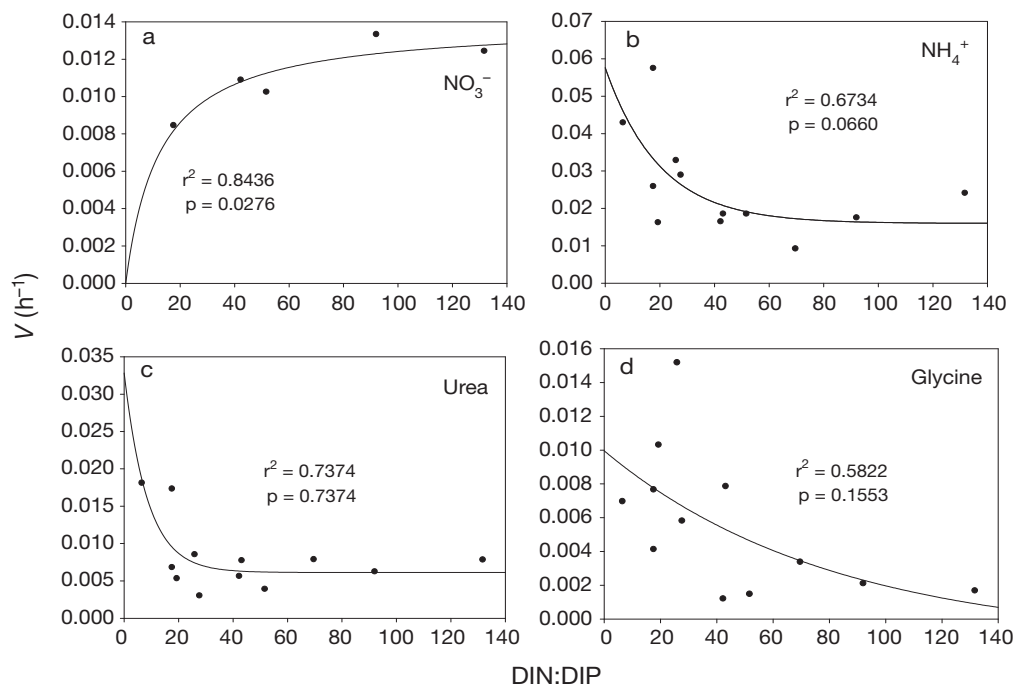 a
NO₃⁻
r² = 0.8436
p = 0.0276
0.014
0.012
0.010
0.008
0.006
0.004
0.002
0.000
0 20 40 60 80 100 120 140
b
NH₄⁺
r² = 0.6734
p = 0.0660
0.07
0.06
0.05
0.04
0.03
0.02
0.01
0.00
0 20 40 60 80 100 120 140
V (h⁻¹)
c
Urea
r² = 0.7374
p = 0.7374
0.035
0.030
0.025
0.020
0.015
0.010
0.005
0.000
0 20 40 60 80 100 120 140
d
Glycine
r² = 0.5822
p = 0.1553
0.016
0.014
0.012
0.010
0.008
0.006
0.004
0.002
0.000
0 20 40 60 80 100 120 140
DIN:DIP